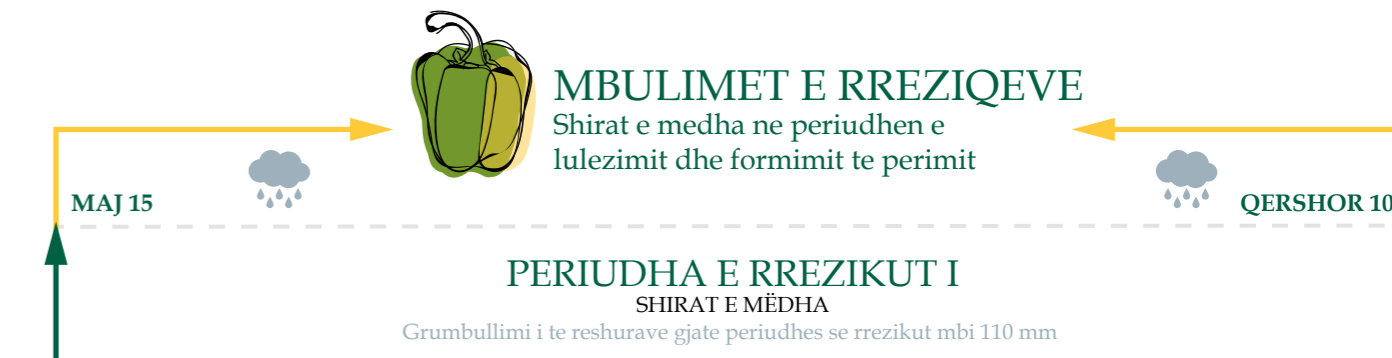 MBULIMET E RREZIQEVE
Shirat e medha ne periudhen e
lulezimit dhe formimit te perimit
MAJ 15
QERSHOR 10
PERIUDHA E RREZIKUT I
SHIRAT E MËDHA
Grumbullimi i te reshurave gjate periudhes se rrezikut mbi 110 mm